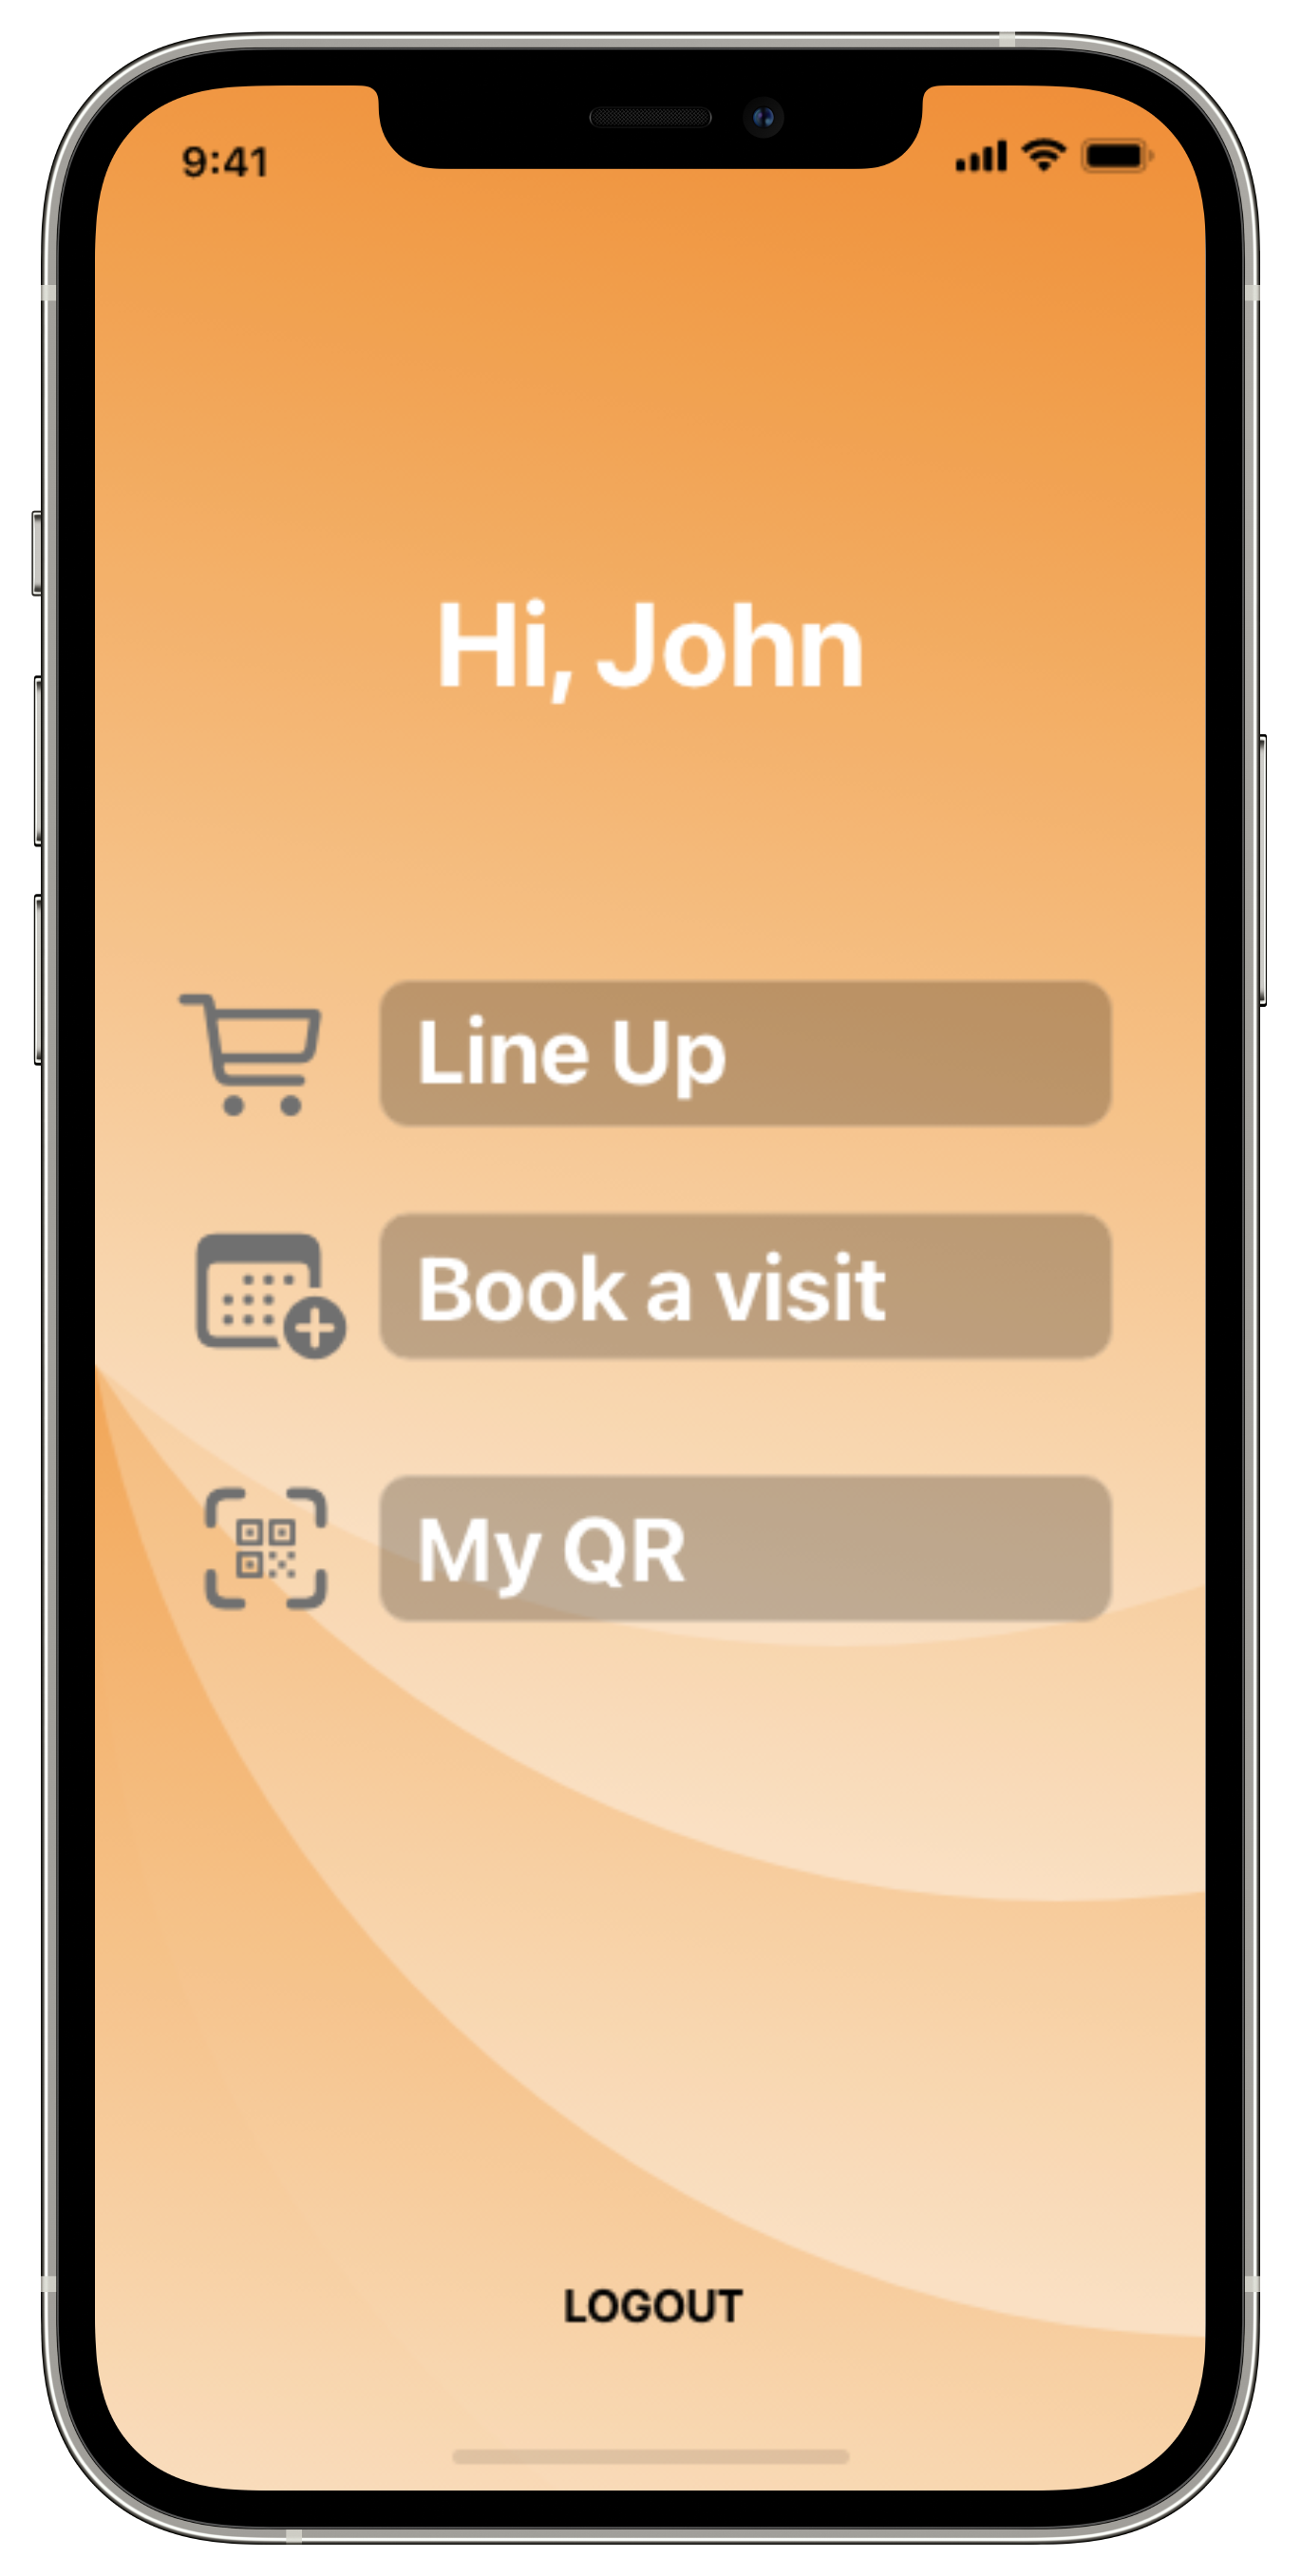 9:41
Hi, John
Line Up
Book a visit
My QR
LOGOUT